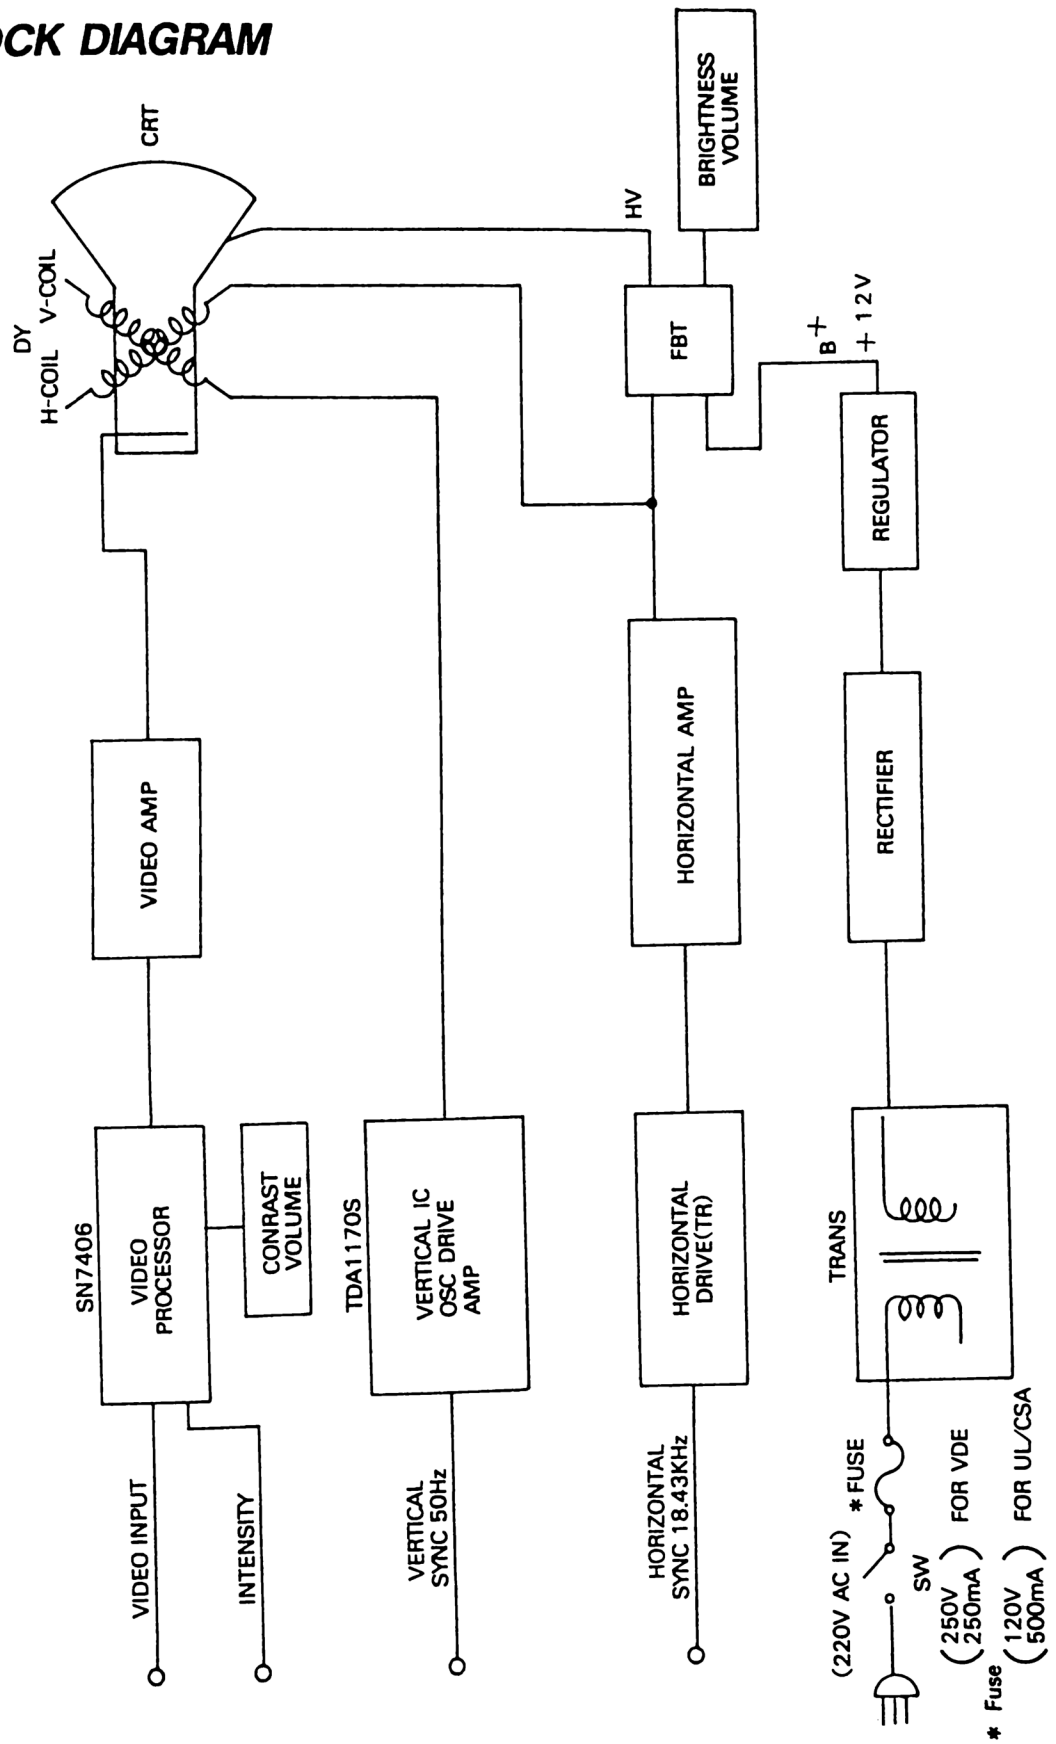 OCK DIAGRAM
CRT
DY
H-COIL V-COIL
VIDEO AMP
SN7406
VIDEO
PROCESSOR
CONRAST
VOLUME
VIDEO INPUT
INTENSITY
TDA1170S
VERTICAL IC
OSC DRIVE
AMP
VERTICAL
SYNC 50Hz
HV
BRIGHTNESS
VOLUME
FBT
HORIZONTAL AMP
HORIZONTAL
DRIVE(TR)
HORIZONTAL
SYNC 18.43KHz
B+
+12V
REGULATOR
RECTIFIER
TRANS
(220V AC IN)
*FUSE
SW
* Fuse
(250V
250mA) FOR VDE
(120V
500mA) FOR UL/CSA